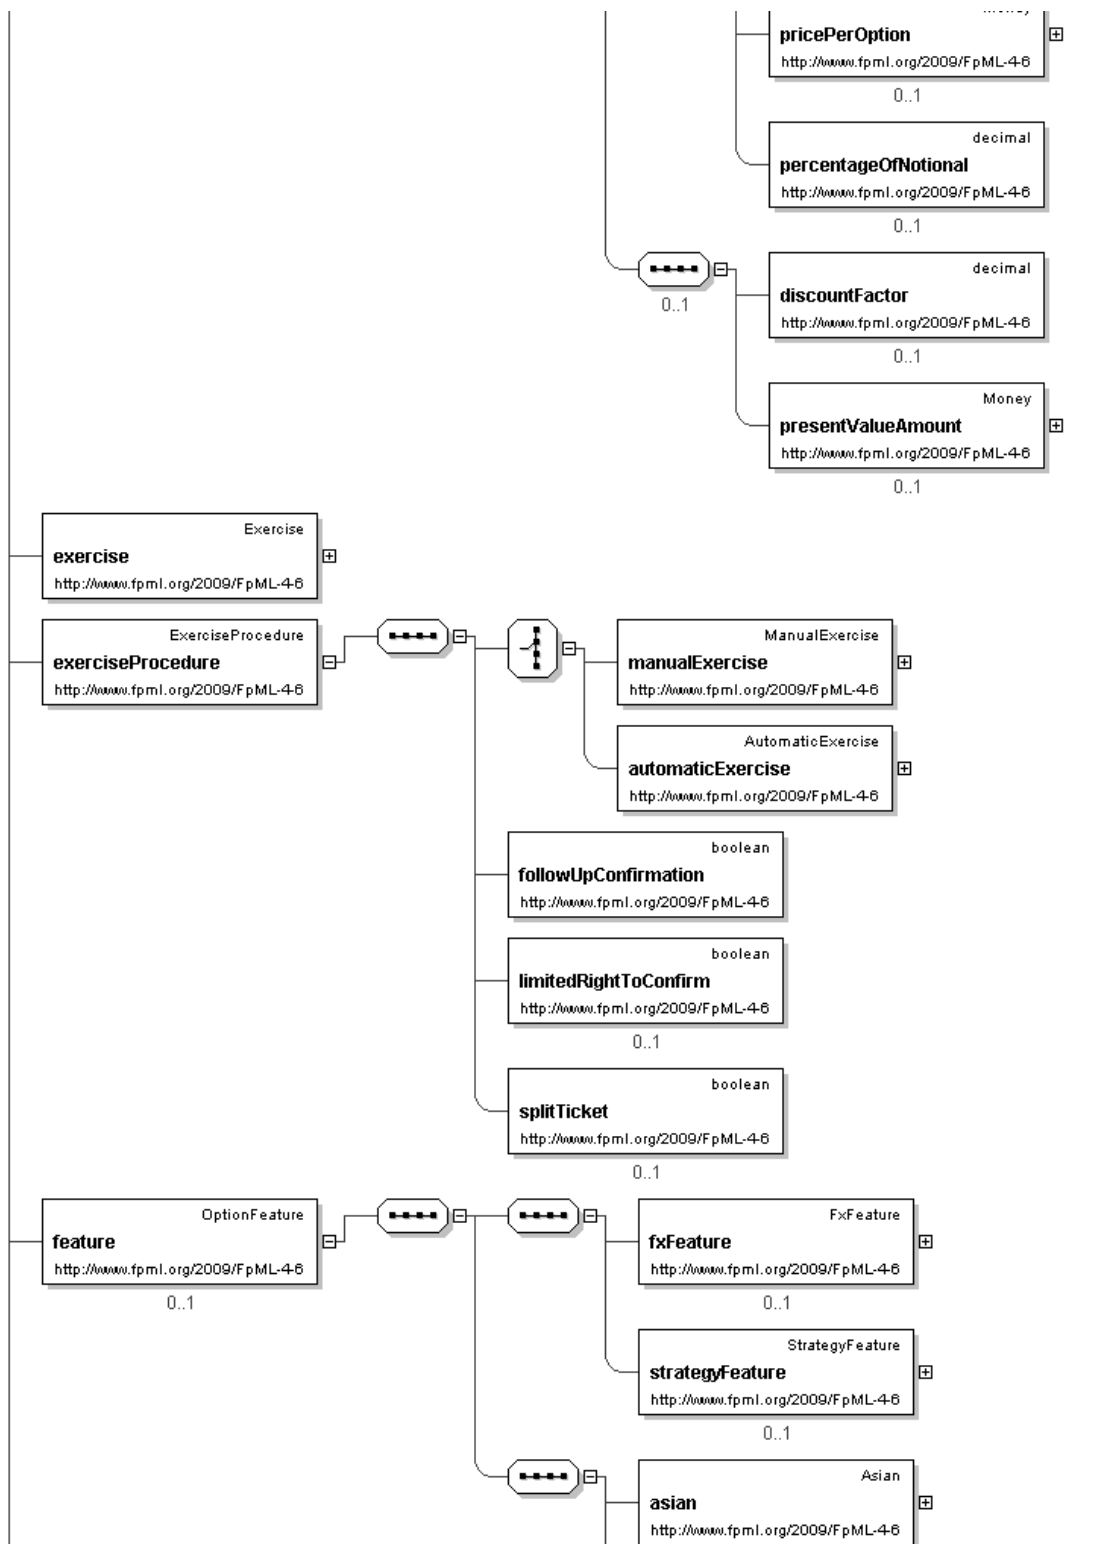 pricePerOption
http://www.fpml.org/2009/FpML-4-6
0..1
decimal
percentageOfNotional
http://www.fpml.org/2009/FpML-4-6
0..1
0..1
decimal
discountFactor
http://www.fpml.org/2009/FpML-4-6
0..1
Money
presentValueAmount
http://www.fpml.org/2009/FpML-4-6
0..1
Exercise
exercise
http://www.fpml.org/2009/FpML-4-6
ExerciseProcedure
exerciseProcedure
http://www.fpml.org/2009/FpML-4-6
ManualExercise
manualExercise
http://www.fpml.org/2009/FpML-4-6
AutomaticExercise
automaticExercise
http://www.fpml.org/2009/FpML-4-6
boolean
followUpConfirmation
http://www.fpml.org/2009/FpML-4-6
boolean
limitedRightToConfirm
http://www.fpml.org/2009/FpML-4-6
0..1
boolean
splitTicket
http://www.fpml.org/2009/FpML-4-6
0..1
OptionFeature
feature
http://www.fpml.org/2009/FpML-4-6
0..1
FxFeature
fxFeature
http://www.fpml.org/2009/FpML-4-6
0..1
StrategyFeature
strategyFeature
http://www.fpml.org/2009/FpML-4-6
0..1
Asian
asian
http://www.fpml.org/2009/FpML-4-6